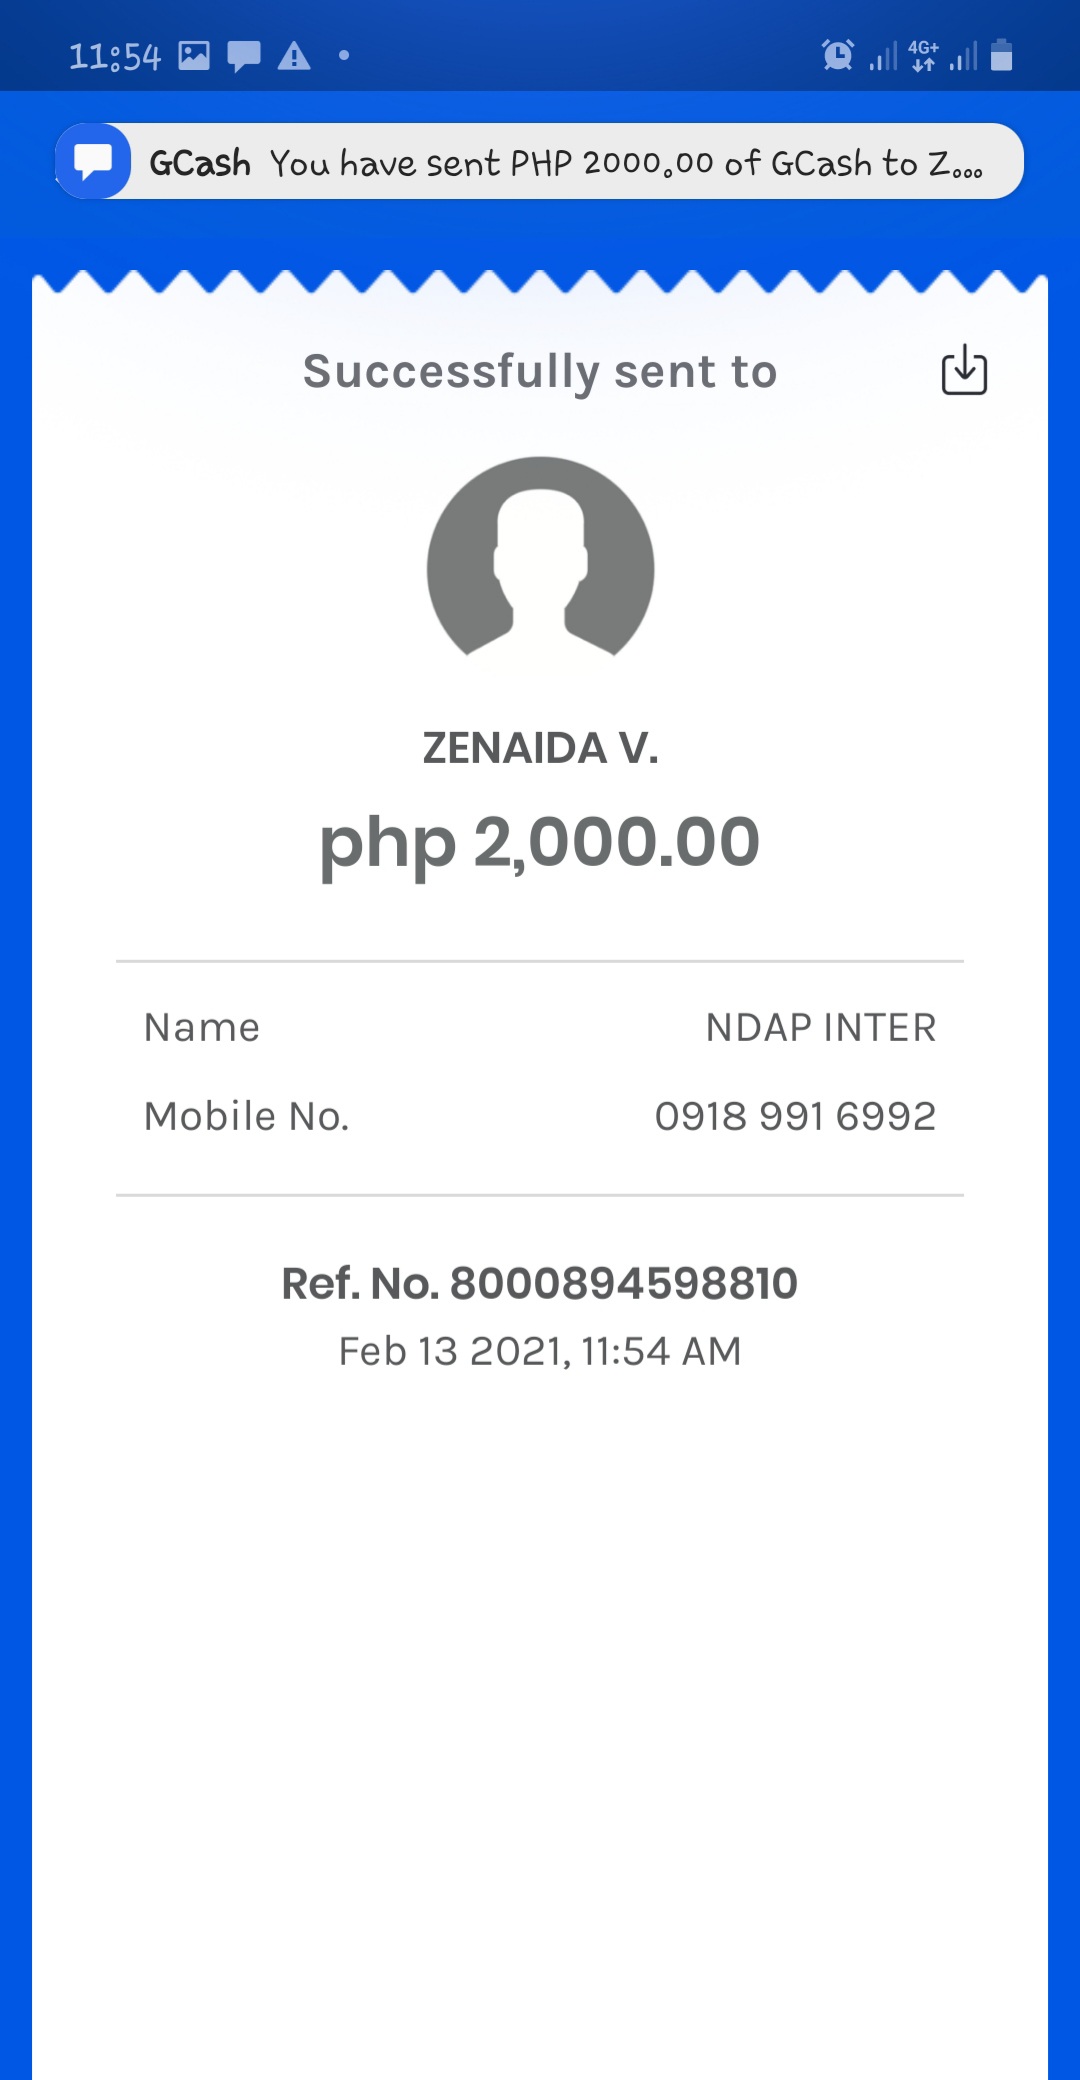 11:54 4G+
GCash You have sent PHP 2000.00 of GCash to Z...
Successfully sent to
ZENAIDA V.
php 2,000.00
Name NDAP INTER
Mobile No. 0918 991 6992
Ref. No. 8000894598810
Feb 13 2021, 11:54 AM